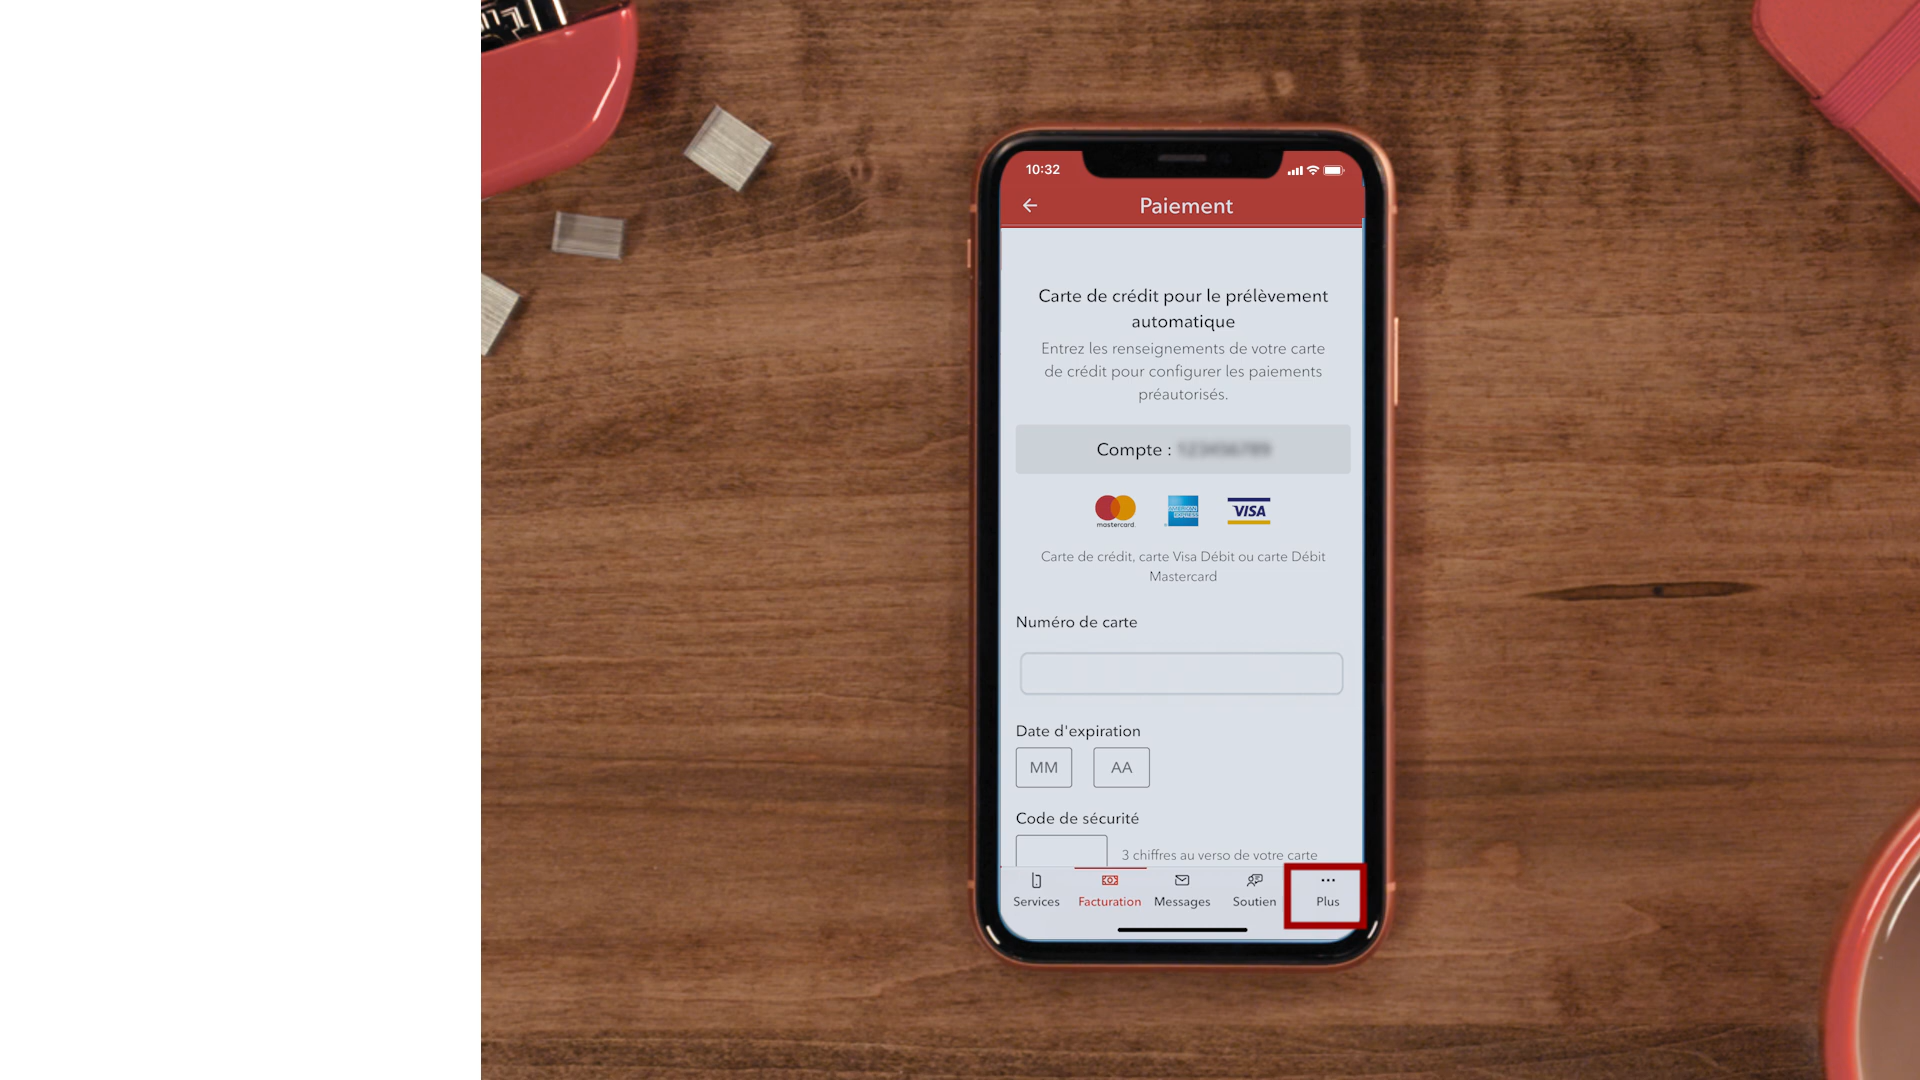 10:32
Paiement
Carte de crédit pour le prélèvement
automatique
Entrez les renseignements de votre carte
de crédit pour configurer les paiements
préautorisés.
Compte :
mastercard.
AMERICAN
EXPRESS
VISA
Carte de crédit, carte Visa Débit ou carte Débit
Mastercard
Numéro de carte
Date d'expiration
MM AA
Code de sécurité
3 chiffres au verso de votre carte
Services Facturation Messages Soutien Plus